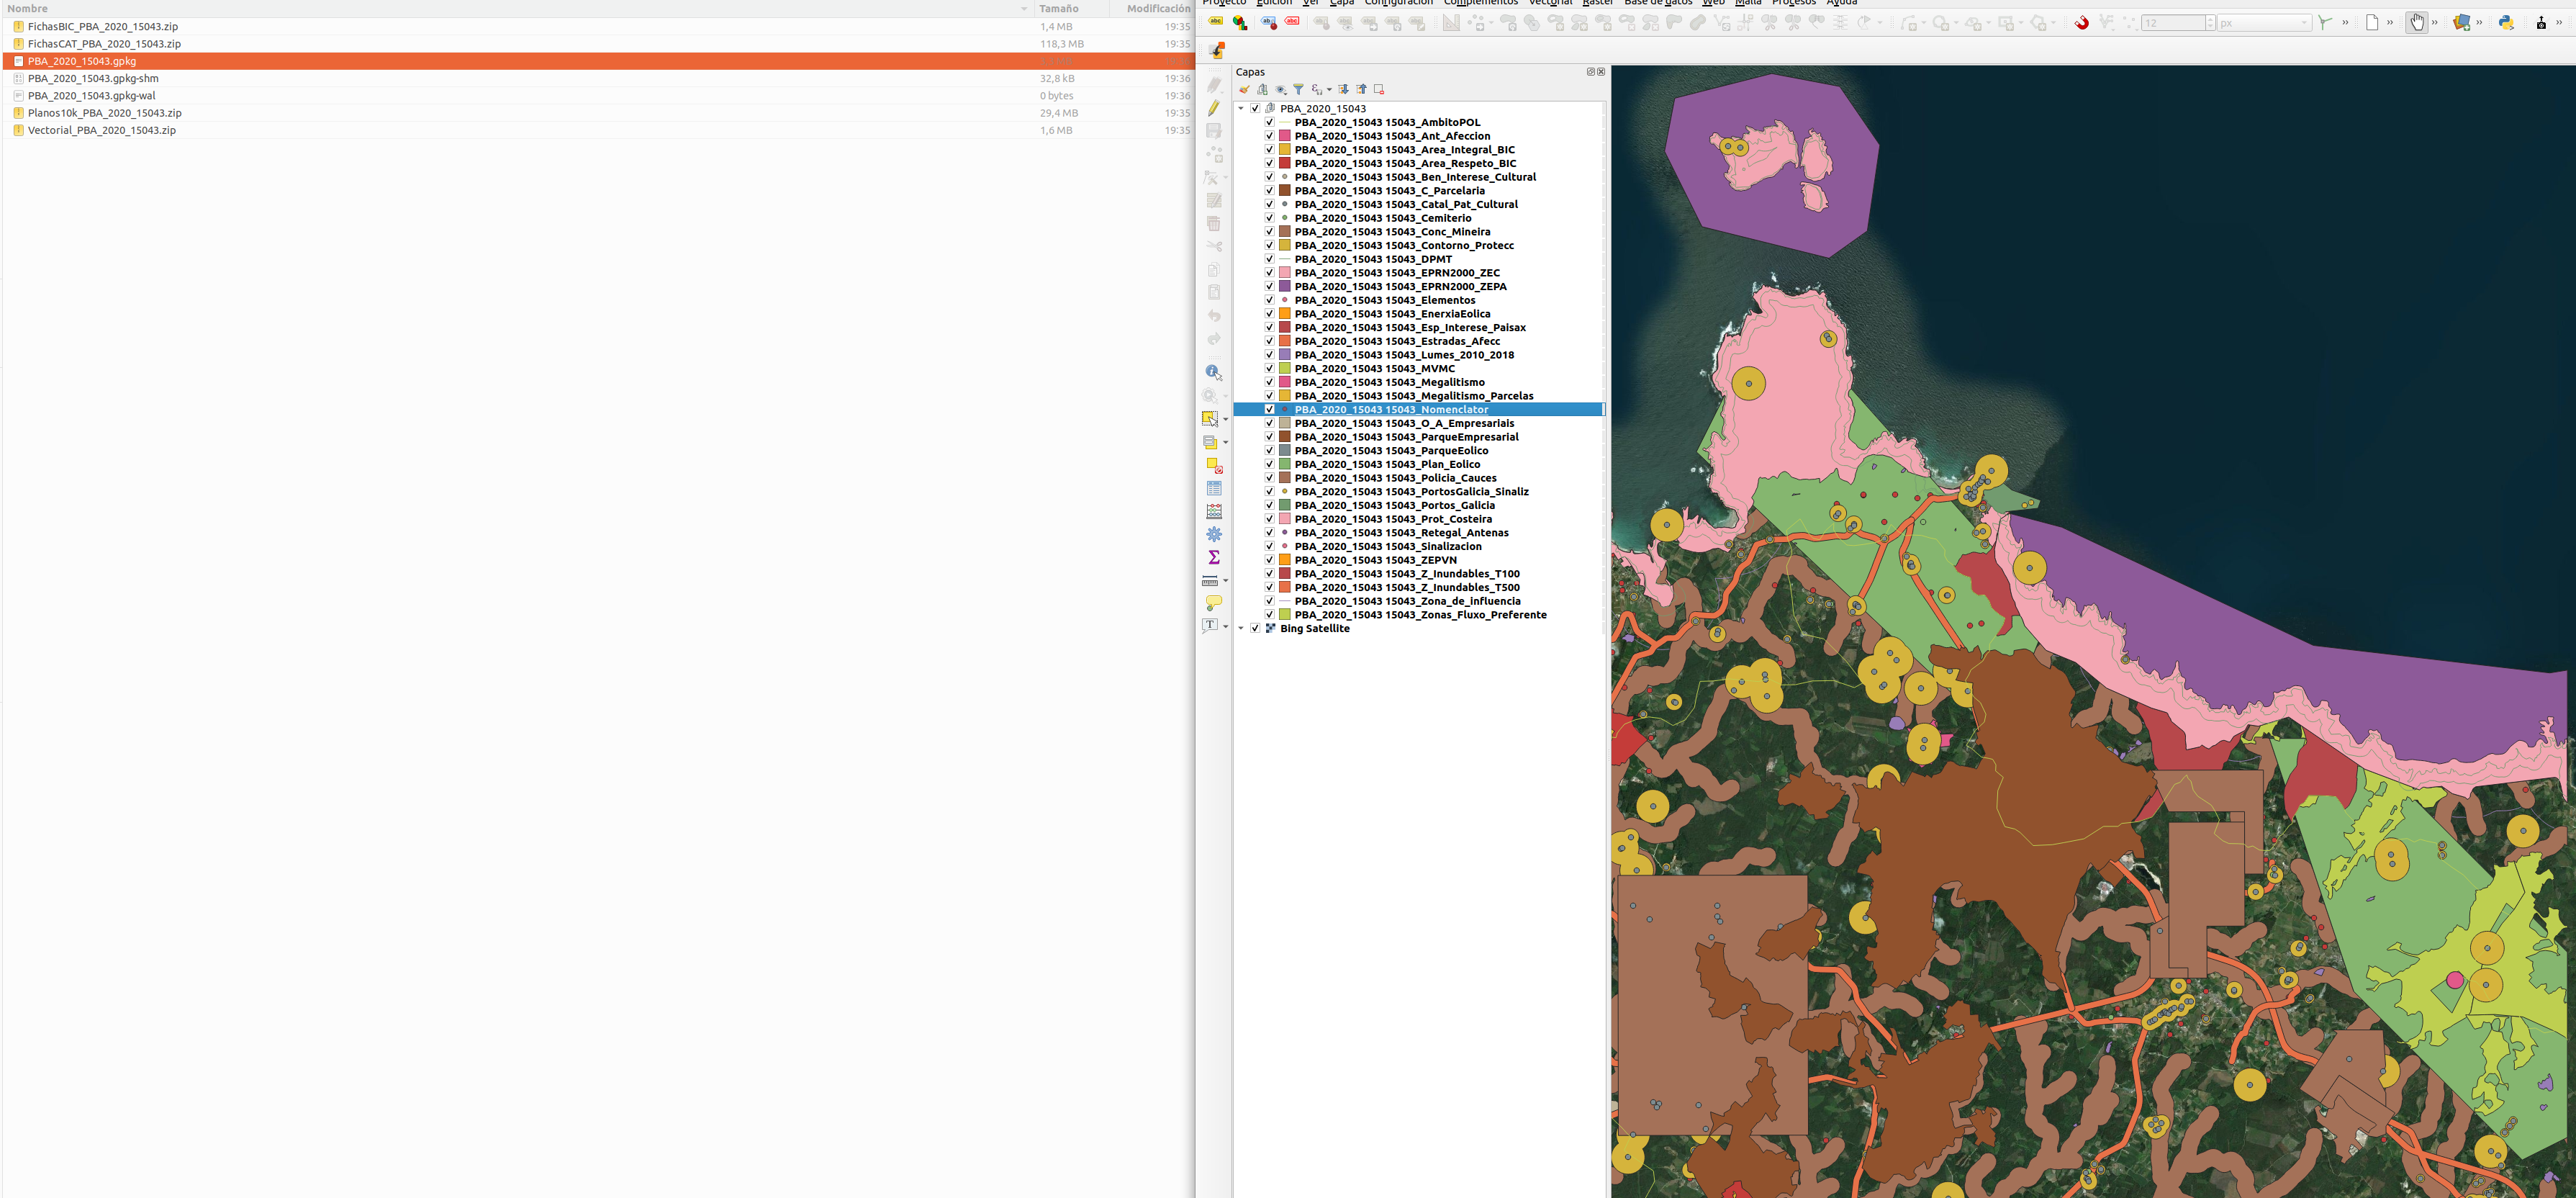 Nombre Tamaño Modificación
FichasBIC_PBA_2020_15043.zip 1,4 MB 19:35
FichasCAT_PBA_2020_15043.zip 118,3 MB 19:35
PBA_2020_15043.gpkg
PBA_2020_15043.gpkg-shm 32,8 kB 19:36
PBA_2020_15043.gpkg-wal 0 bytes 19:36
Planos10k_PBA_2020_15043.zip 29,4 MB 19:35
Vectorial_PBA_2020_15043.zip 1,6 MB 19:35
Proyecto Edición Ver Capa Configuración Complementos Vectorial Ráster Base de datos Web Malla Procesos Ayuda
abc abc abc 12 px
Capas
PBA_2020_15043
PBA_2020_15043 15043_AmbitoPOL
PBA_2020_15043 15043_Ant_Afeccion
PBA_2020_15043 15043_Area_Integral_BIC
PBA_2020_15043 15043_Area_Respeto_BIC
PBA_2020_15043 15043_Ben_Interese_Cultural
PBA_2020_15043 15043_C_Parcelaria
PBA_2020_15043 15043_Catal_Pat_Cultural
PBA_2020_15043 15043_Cemiterio
PBA_2020_15043 15043_Conc_Mineira
PBA_2020_15043 15043_Contorno_Protecc
PBA_2020_15043 15043_DPMT
PBA_2020_15043 15043_EPRN2000_ZEC
PBA_2020_15043 15043_EPRN2000_ZEPA
PBA_2020_15043 15043_Elementos
PBA_2020_15043 15043_EnerxiaEolica
PBA_2020_15043 15043_Esp_Interese_Paisax
PBA_2020_15043 15043_Estradas_Afecc
PBA_2020_15043 15043_Lumes_2010_2018
PBA_2020_15043 15043_MVMC
PBA_2020_15043 15043_Megalitismo
PBA_2020_15043 15043_Megalitismo_Parcelas
PBA_2020_15043 15043_Nomenclator
PBA_2020_15043 15043_O_A_Empresariais
PBA_2020_15043 15043_ParqueEmpresarial
PBA_2020_15043 15043_ParqueEolico
PBA_2020_15043 15043_Plan_Eolico
PBA_2020_15043 15043_Policia_Cauces
PBA_2020_15043 15043_PortosGalicia_Sinaliz
PBA_2020_15043 15043_Portos_Galicia
PBA_2020_15043 15043_Prot_Costeira
PBA_2020_15043 15043_Retegal_Antenas
PBA_2020_15043 15043_Sinalizacion
PBA_2020_15043 15043_ZEPVN
PBA_2020_15043 15043_Z_Inundables_T100
PBA_2020_15043 15043_Z_Inundables_T500
PBA_2020_15043 15043_Zona_de_influencia
PBA_2020_15043 15043_Zonas_Fluxo_Preferente
Bing Satellite